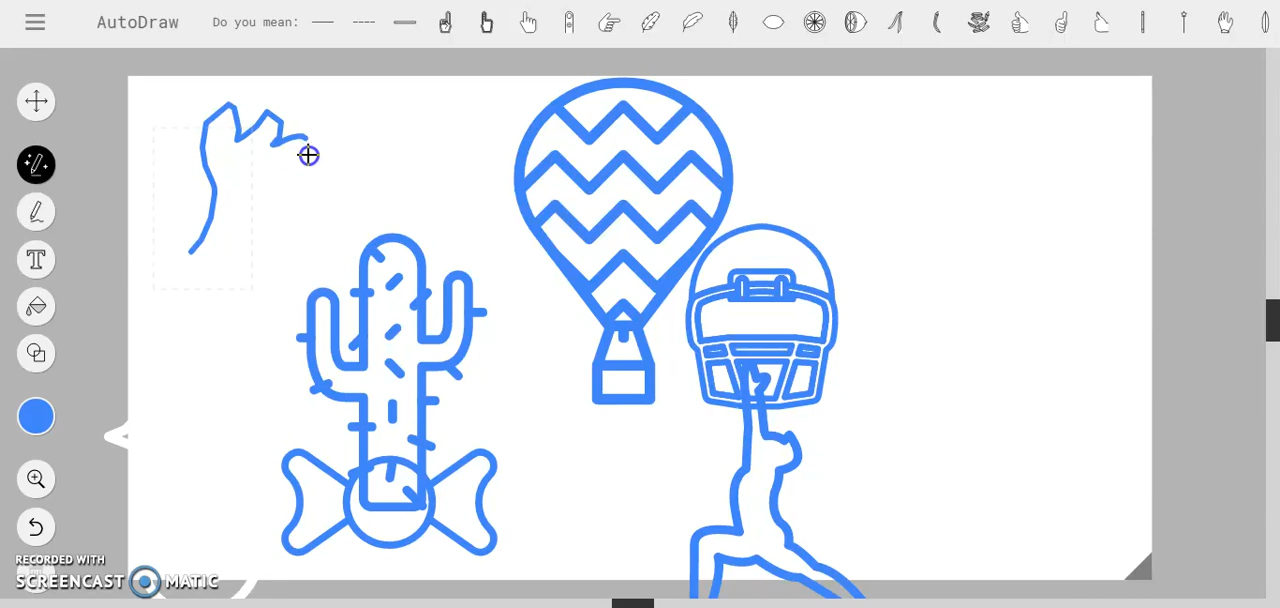 AutoDraw
Do you mean:
T
RECORDED WITH
SCREENCAST MATIC